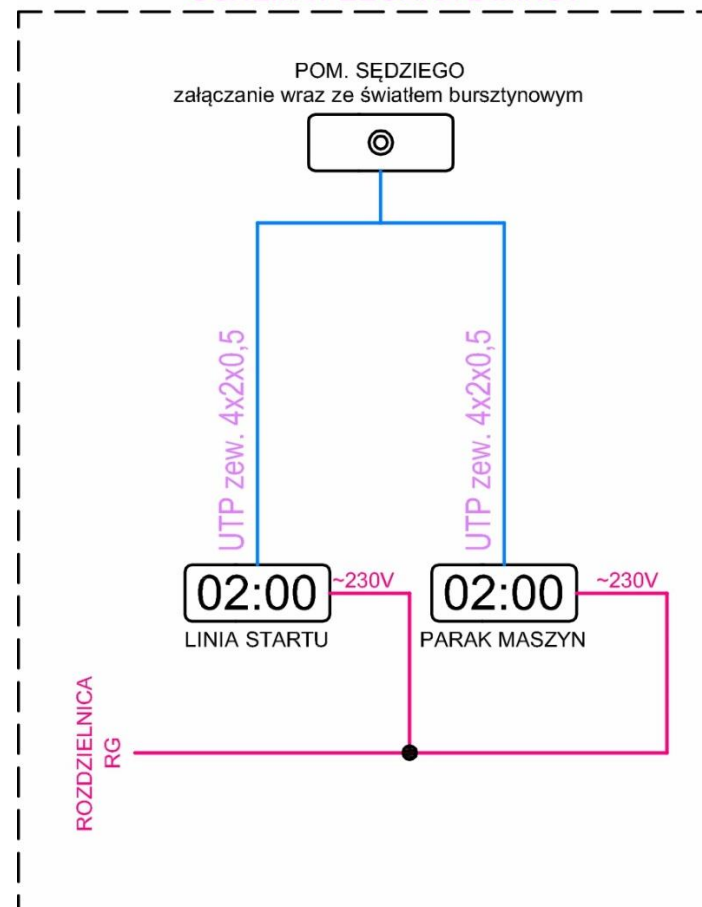 POM. SĘDZIEGO
załączanie wraz ze światłem bursztynowym
UTP zew. 4x2x0,5
UTP zew. 4x2x0,5
02:00
~230V
02:00
~230V
LINIA STARTU
PARAK MASZYN
ROZDZIELNICA
RG